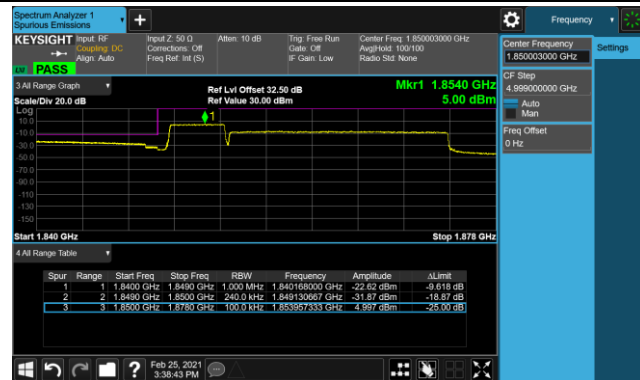 Spectrum Analyzer 1
Spurious Emissions
Frequency
KEYSIGHT
Input: RF
Coupling: DC
Align: Auto
Input Z: 50 Ω
Corrections: Off
Freq Ref: Int (S)
Atten: 10 dB
Trig: Free Run
Gate: Off
IF Gain: Low
Center Freq: 1.850003000 GHz
Avg|Hold: 100/100
Radio Std: None
PASS
Center Frequency
1.850003000 GHz
Settings
CF Step
4.999000000 GHz
Auto
Man
Freq Offset
0 Hz
3 All Range Graph
Ref Lvl Offset 32.50 dB
Mkr1 1.8540 GHz
Scale/Div 20.0 dB
Ref Value 30.00 dBm
5.00 dBm
Log
1
10.0
-10.0
-30.0
-50.0
-70.0
-90.0
-110
-130
-150
Start 1.840 GHz
Stop 1.878 GHz
4 All Range Table
Spur Range Start Freq Stop Freq RBW Frequency Amplitude ΔLimit
1 1 1.8400 GHz 1.8490 GHz 1.000 MHz 1.840168000 GHz -22.62 dBm -9.618 dB
2 2 1.8490 GHz 1.8500 GHz 240.0 kHz 1.849130667 GHz -31.87 dBm -18.87 dB
3 3 1.8500 GHz 1.8780 GHz 100.0 kHz 1.853957333 GHz 4.997 dBm -25.00 dB
Feb 25, 2021
3:38:43 PM